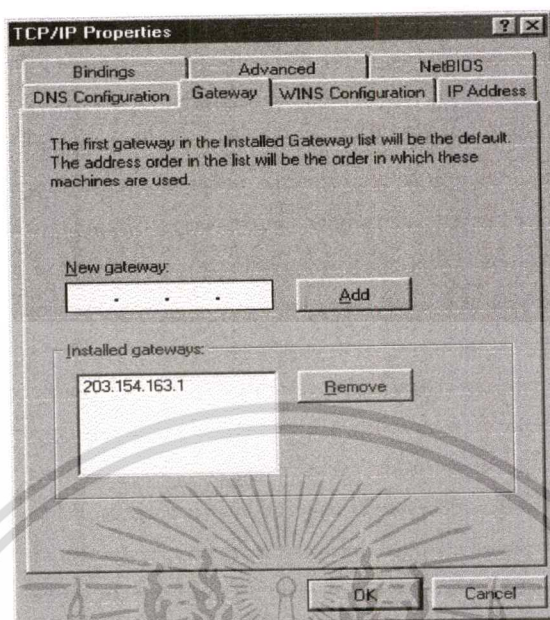 TCP/IP Properties
Bindings Advanced NetBIOS
DNS Configuration Gateway WINS Configuration IP Address
The first gateway in the Installed Gateway list will be the default.
The address order in the list will be the order in which these
machines are used.
New gateway:
. . .
Add
Installed gateways:
203.154.163.1
Remove
OK Cancel